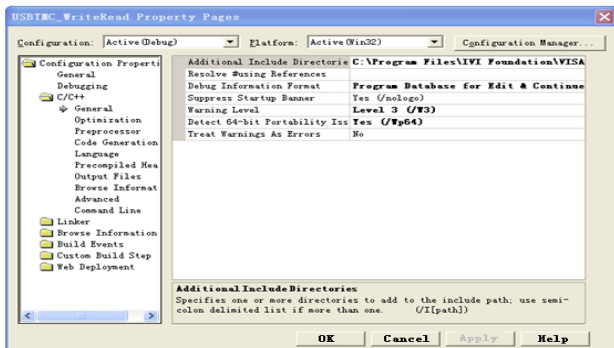 USBTMC_WriteRead Property Pages
Configuration: Active(Debug) Platform: Active(Win32) Configuration Manager...
Configuration Properti
General
Debugging
C/C++
General
Optimization
Preprocessor
Code Generation
Language
Precompiled Hea
Output Files
Browse Informat
Advanced
Command Line
Linker
Browse Information
Build Events
Custom Build Step
Web Deployment
Additional Include Directorie C:\Program Files\IVI Foundation\VISA
Resolve #using References
Debug Information Format Program Database for Edit & Continue
Suppress Startup Banner Yes (/nologo)
Warning Level Level 3 (/W3)
Detect 64-bit Portability Iss Yes (/Wp64)
Treat Warnings As Errors No
Additional Include Directories
Specifies one or more directories to add to the include path; use semi-
colon delimited list if more than one. (/I[path])
OK Cancel Apply Help